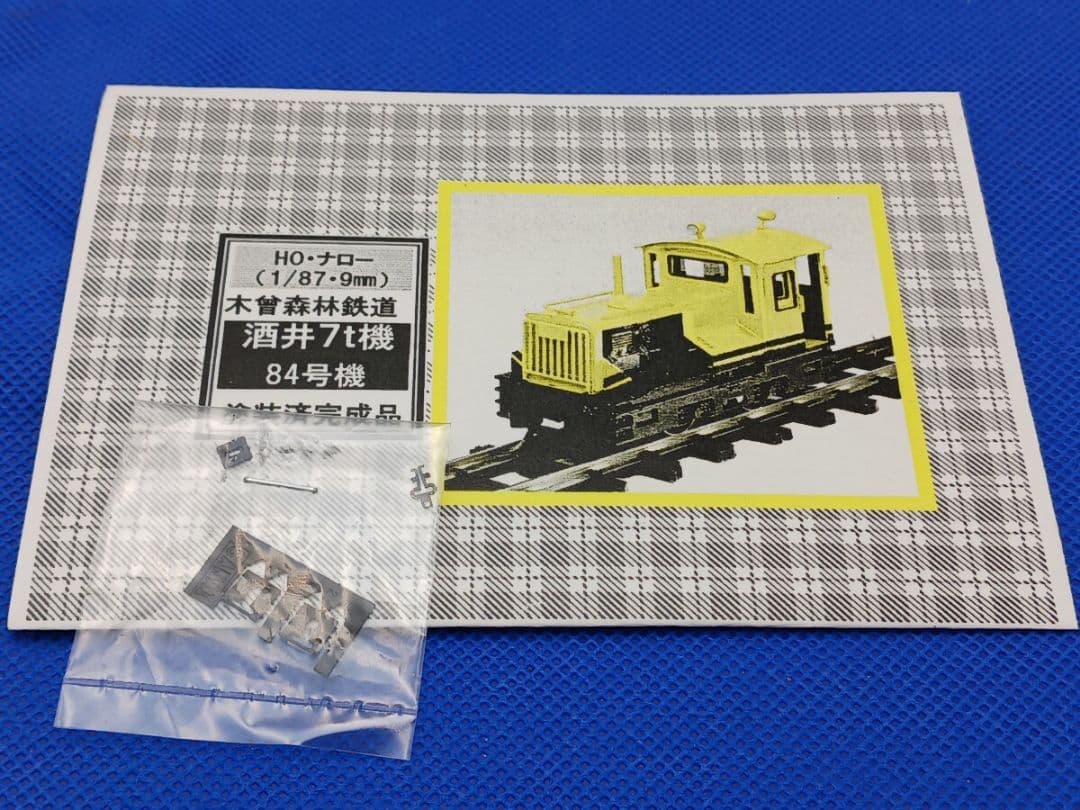 HO・ナロー
(1/87・9mm)
木曾森林鉄道
酒井7t機
84号機
塗装済完成品